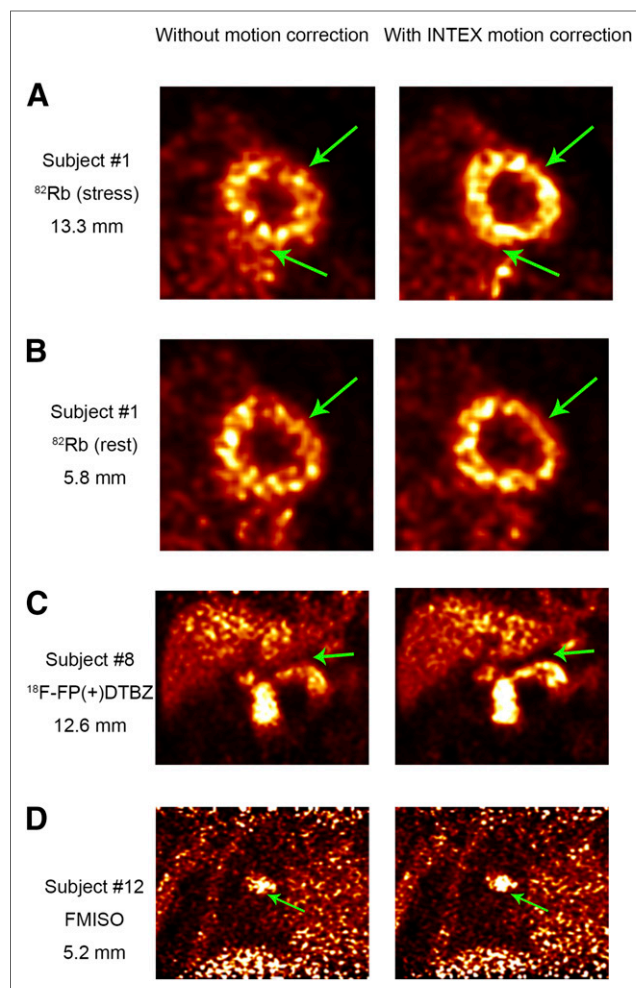 Without motion correction With INTEX motion correction
A
Subject #1
⁸²Rb (stress)
13.3 mm
B
Subject #1
⁸²Rb (rest)
5.8 mm
C
Subject #8
¹⁸F-FP(+)DTBZ
12.6 mm
D
Subject #12
FMISO
5.2 mm